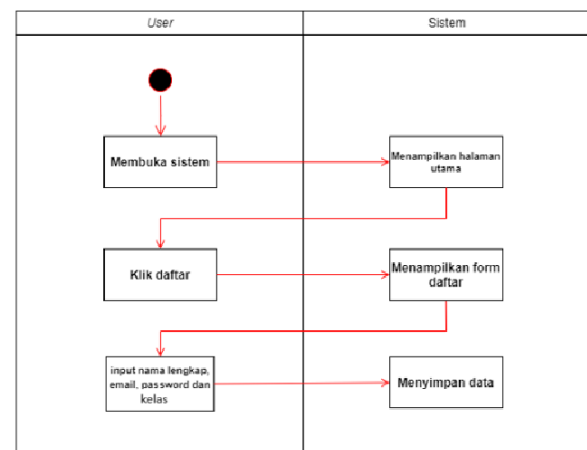 User
Sistem
Membuka sistem
Menampilkan halaman
utama
Klik daftar
Menampilkan form
daftar
input nama lengkap,
email, password dan
kelas
Menyimpan data